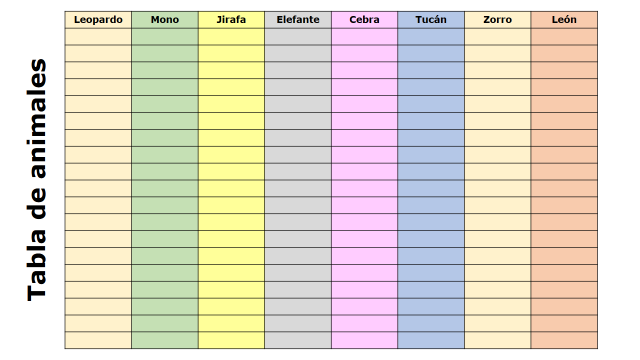 Tabla de animales
Leopardo Mono Jirafa Elefante Cebra Tucán Zorro León